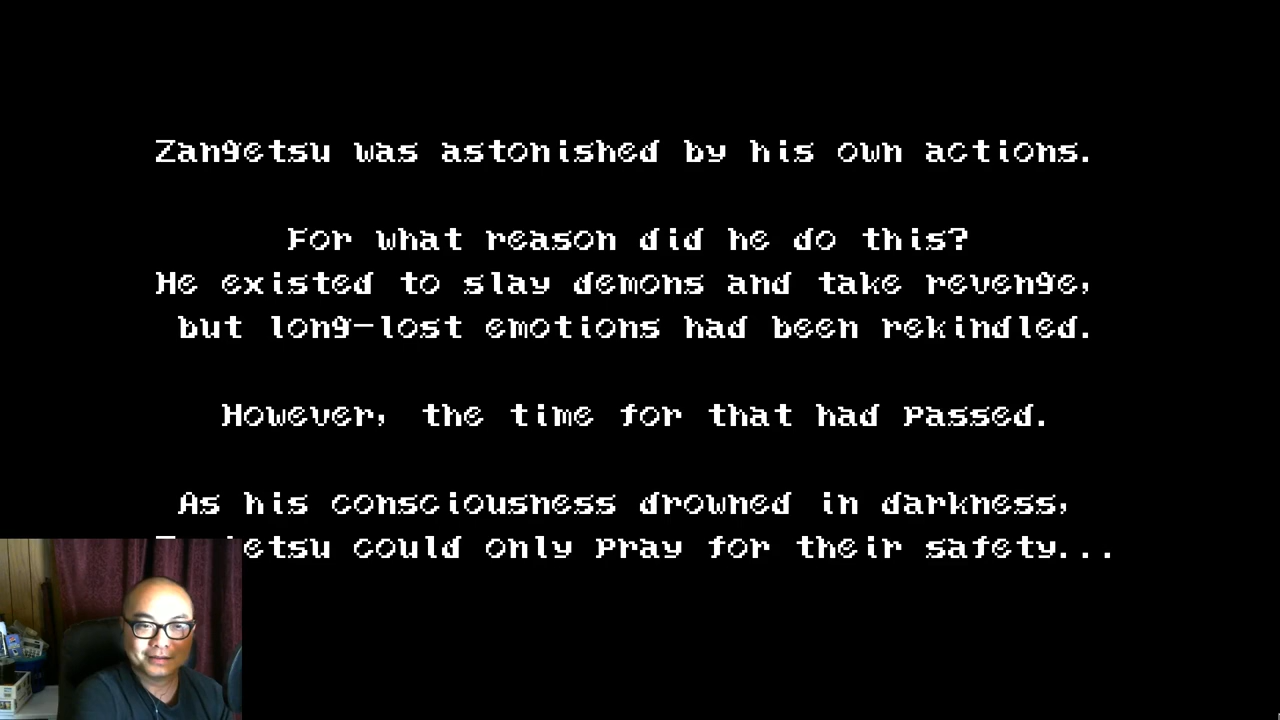 Zangetsu was astonished by his own actions.
For what reason did he do this?
He existed to slay demons and take revenge,
but long-lost emotions had been rekindled.
However, the time for that had passed.
As his consciousness drowned in darkness,
could only pray for their safety...